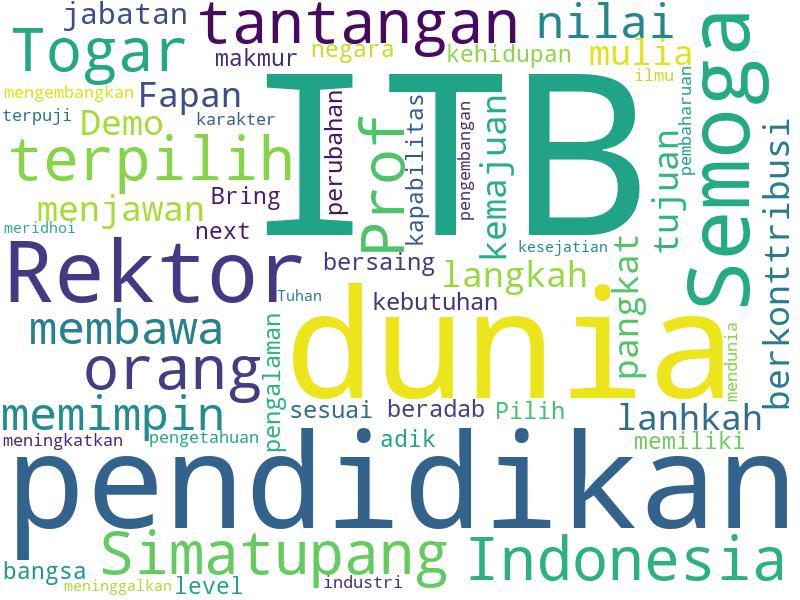 jabatan
tantangan
nilai
Semoga
Togar
makmur
negara
kehidupan
mulia
ilmu
mengembangkan
Fapan
ITB
terpuji
Demo
karakter
perubahan
Prof
kapabilitas
pengembangan
kemajuan
tujuan
pembaharuan
berkonttribusi
terpilih
menjawan
Bring
meridhoi
next
kesejatian
Rektor
bersaing
langkah
pangkat
Tuhan
kebutuhan
dunia
mendunia
membawa
orang
pengalaman
memimpin
sesuai
beradab
Pilih
lanhkah
meningkatkan
pengetahuan
adik
memiliki
pendidikan
Simatupang
Indonesia
bangsa
meninggalkan
level
industri